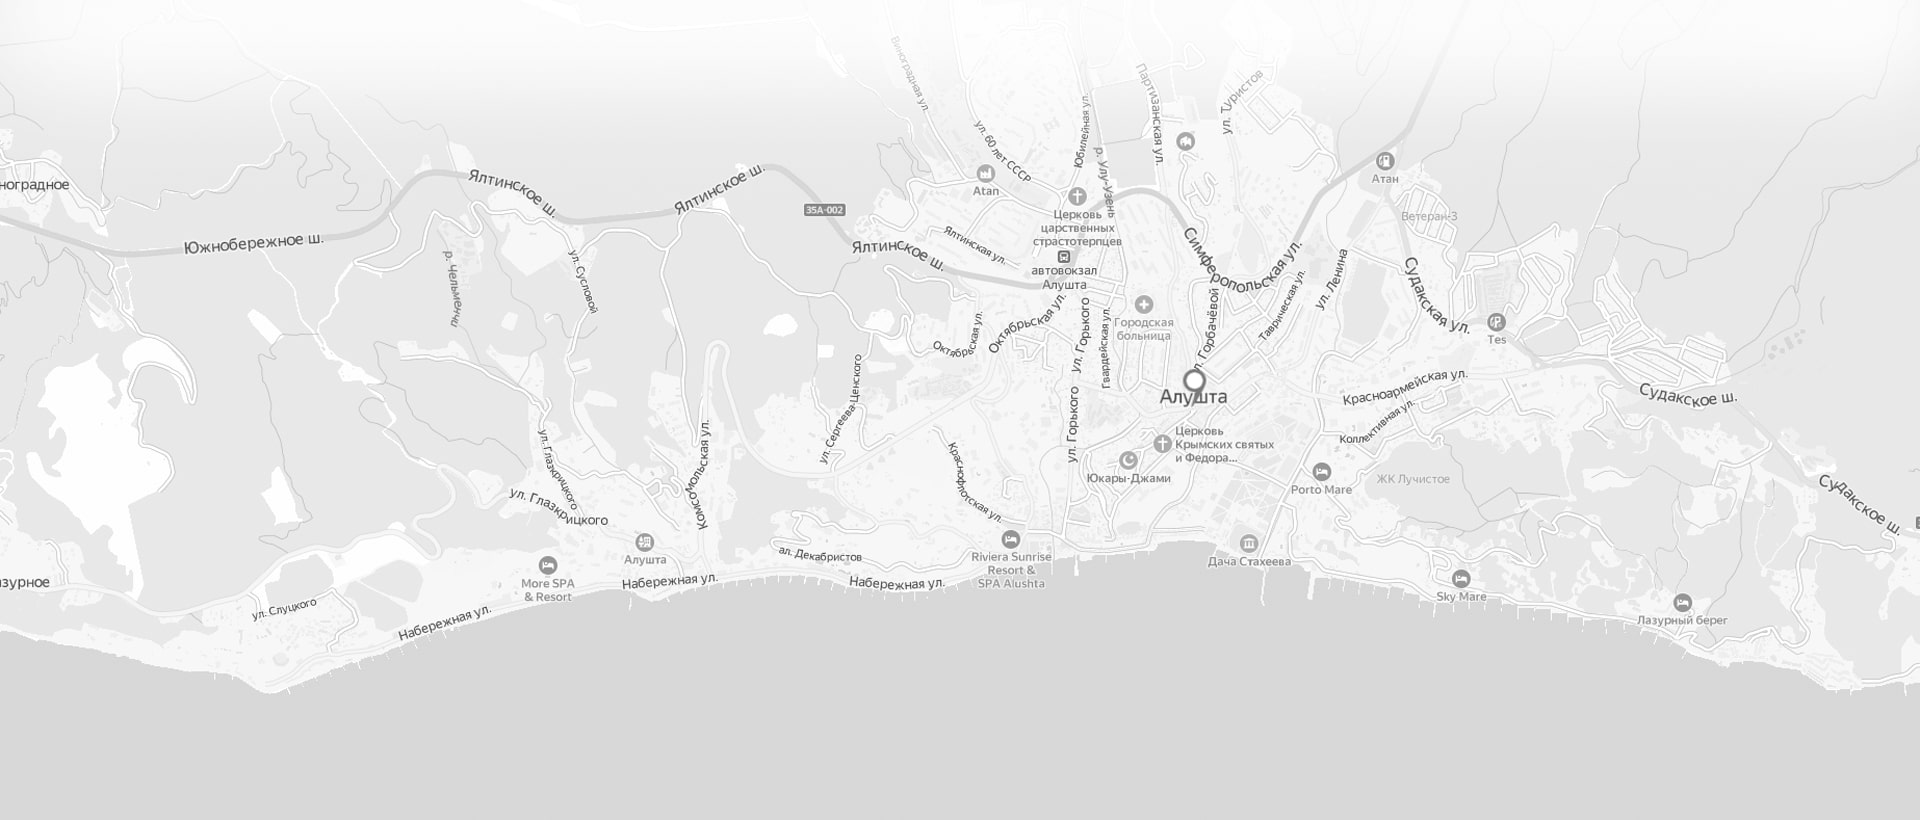 Виноградная ул.
Партизанская ул.
ул. Туристов
ул. 60 лет СССР
Юбилейная ул.
р. Улу-Узень
Ялтинское ш.
Ялтинское ш.
35А-002
Atan
Атан
Церковь
царственных
страстотерпцев
Ветеран-3
Южнобережное ш.
р. Чельмень
ул. Сусловой
Ялтинское ш.
Ялтинская ул.
автовокзал
Алушта
Симферопольская ул.
Таврическая ул.
ул. Ленина
Судакская ул.
Tes
Октябрьская ул.
Октябрьская ул.
ул. Горького
Гвардейская ул.
Городская
больница
ул. Горбачёвой
Алушта
ул. Сергеева-Ценского
ул. Горького
Красноармейская ул.
Коллективная ул.
Судакское ш.
Церковь
Крымских святых
и Федора...
Юкары-Джами
Porto Mare
ЖК Лучистое
Судакское ш.
ул. Глазкрицкого
ул. Глазкрицкого
Комсомольская ул.
Краснофлотская ул.
Алушта
ал. Декабристов
Riviera Sunrise
Resort &
SPA Alushta
Дача Стахеева
More SPA
& Resort
Набережная ул.
Набережная ул.
Sky Mare
Лазурный берег
ул. Слуцкого
Набережная ул.